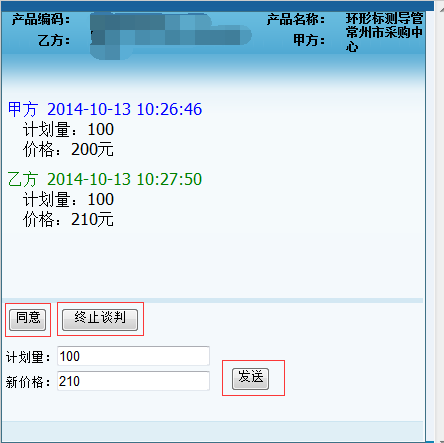 产品编码： 产品名称： 环形标测导管
乙方： 甲方： 常州市采购中心
甲方 2014-10-13 10:26:46
计划量：100
价格：200元
乙方 2014-10-13 10:27:50
计划量：100
价格：210元
同意 终止谈判
计划量：100
新价格：210
发送